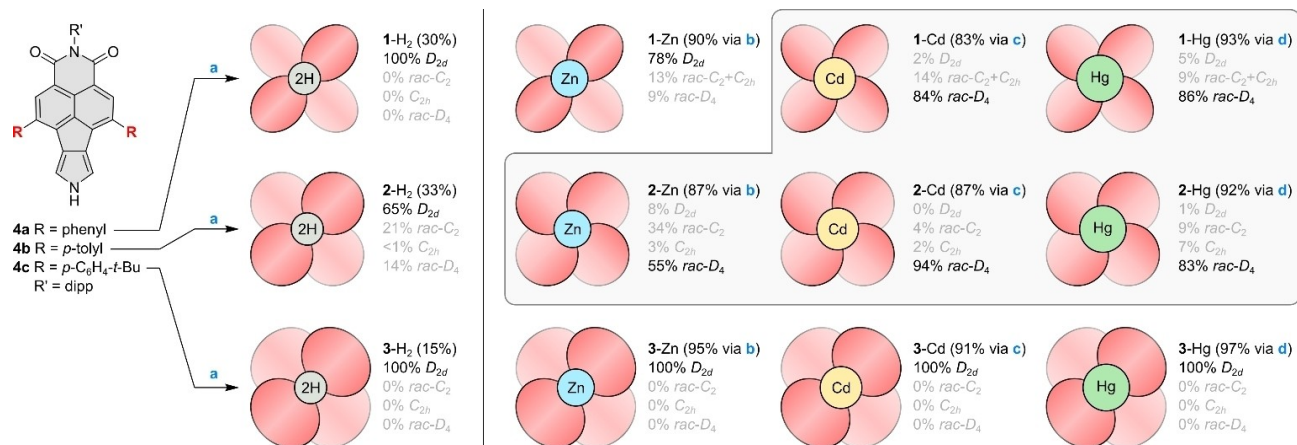 R'
O N O
R R
N
H
4a R = phenyl
4b R = p-tolyl
4c R = p-C6H4-t-Bu
R' = dipp
a
2H
1-H2 (30%)
100% D2d
0% rac-C2
0% C2h
0% rac-D4
a
2H
2-H2 (33%)
65% D2d
21% rac-C2
<1% C2h
14% rac-D4
a
2H
3-H2 (15%)
100% D2d
0% rac-C2
0% C2h
0% rac-D4
Zn
1-Zn (90% via b)
78% D2d
13% rac-C2+C2h
9% rac-D4
Cd
1-Cd (83% via c)
2% D2d
14% rac-C2+C2h
84% rac-D4
Hg
1-Hg (93% via d)
5% D2d
9% rac-C2+C2h
86% rac-D4
Zn
2-Zn (87% via b)
8% D2d
34% rac-C2
3% C2h
55% rac-D4
Cd
2-Cd (87% via c)
0% D2d
4% rac-C2
2% C2h
94% rac-D4
Hg
2-Hg (92% via d)
1% D2d
9% rac-C2
7% C2h
83% rac-D4
Zn
3-Zn (95% via b)
100% D2d
0% rac-C2
0% C2h
0% rac-D4
Cd
3-Cd (91% via c)
100% D2d
0% rac-C2
0% C2h
0% rac-D4
Hg
3-Hg (97% via d)
100% D2d
0% rac-C2
0% C2h
0% rac-D4